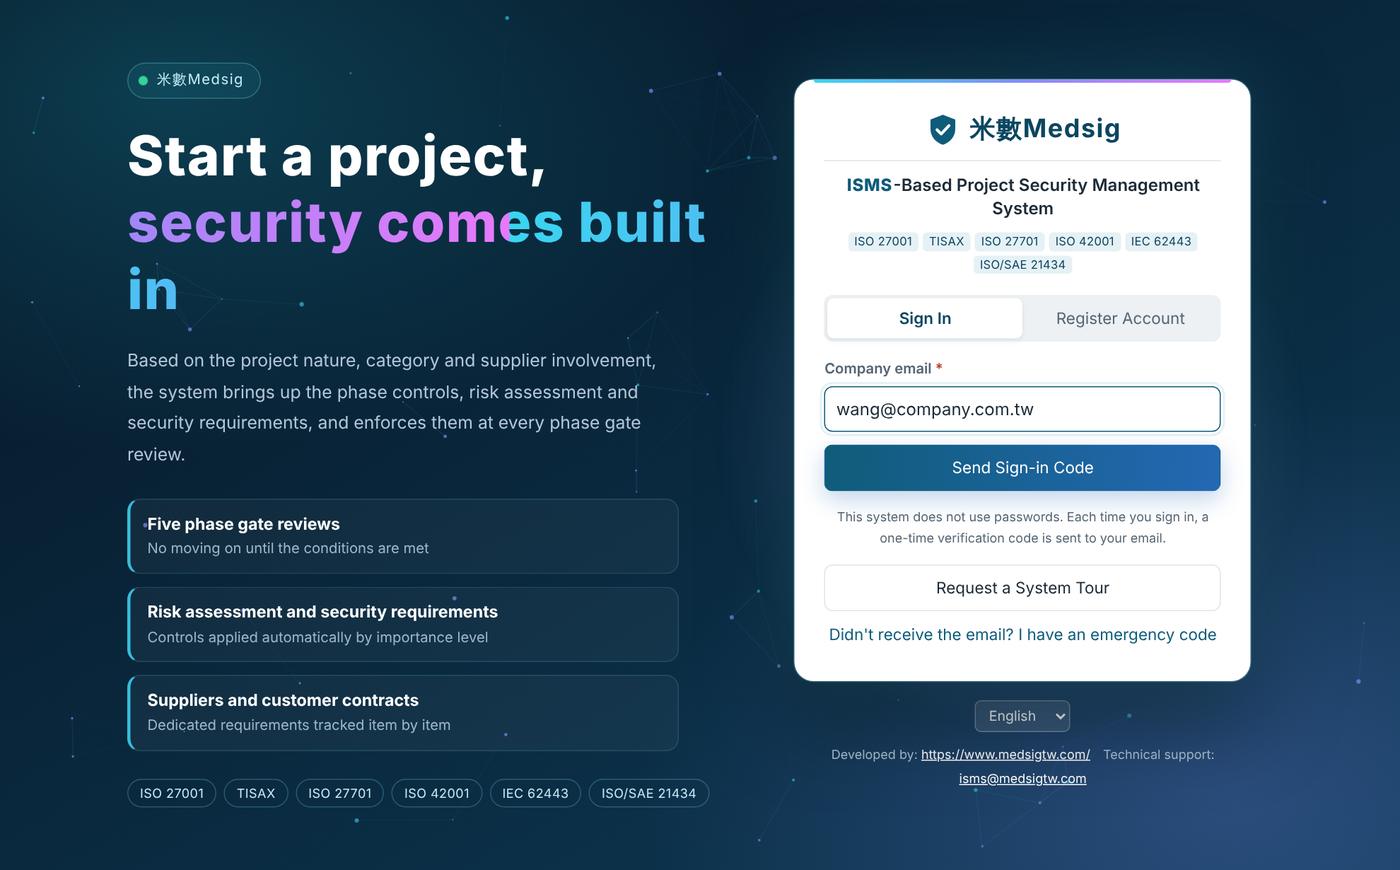 米數Medsig
Start a project,
security comes built
in
Based on the project nature, category and supplier involvement,
the system brings up the phase controls, risk assessment and
security requirements, and enforces them at every phase gate
review.
Five phase gate reviews
No moving on until the conditions are met
Risk assessment and security requirements
Controls applied automatically by importance level
Suppliers and customer contracts
Dedicated requirements tracked item by item
ISO 27001 TISAX ISO 27701 ISO 42001 IEC 62443 ISO/SAE 21434
米數Medsig
ISMS-Based Project Security Management
System
ISO 27001 TISAX ISO 27701 ISO 42001 IEC 62443
ISO/SAE 21434
Sign In Register Account
Company email *
wang@company.com.tw
Send Sign-in Code
This system does not use passwords. Each time you sign in, a
one-time verification code is sent to your email.
Request a System Tour
Didn't receive the email? I have an emergency code
English
Developed by: https://www.medsigtw.com/ Technical support:
isms@medsigtw.com